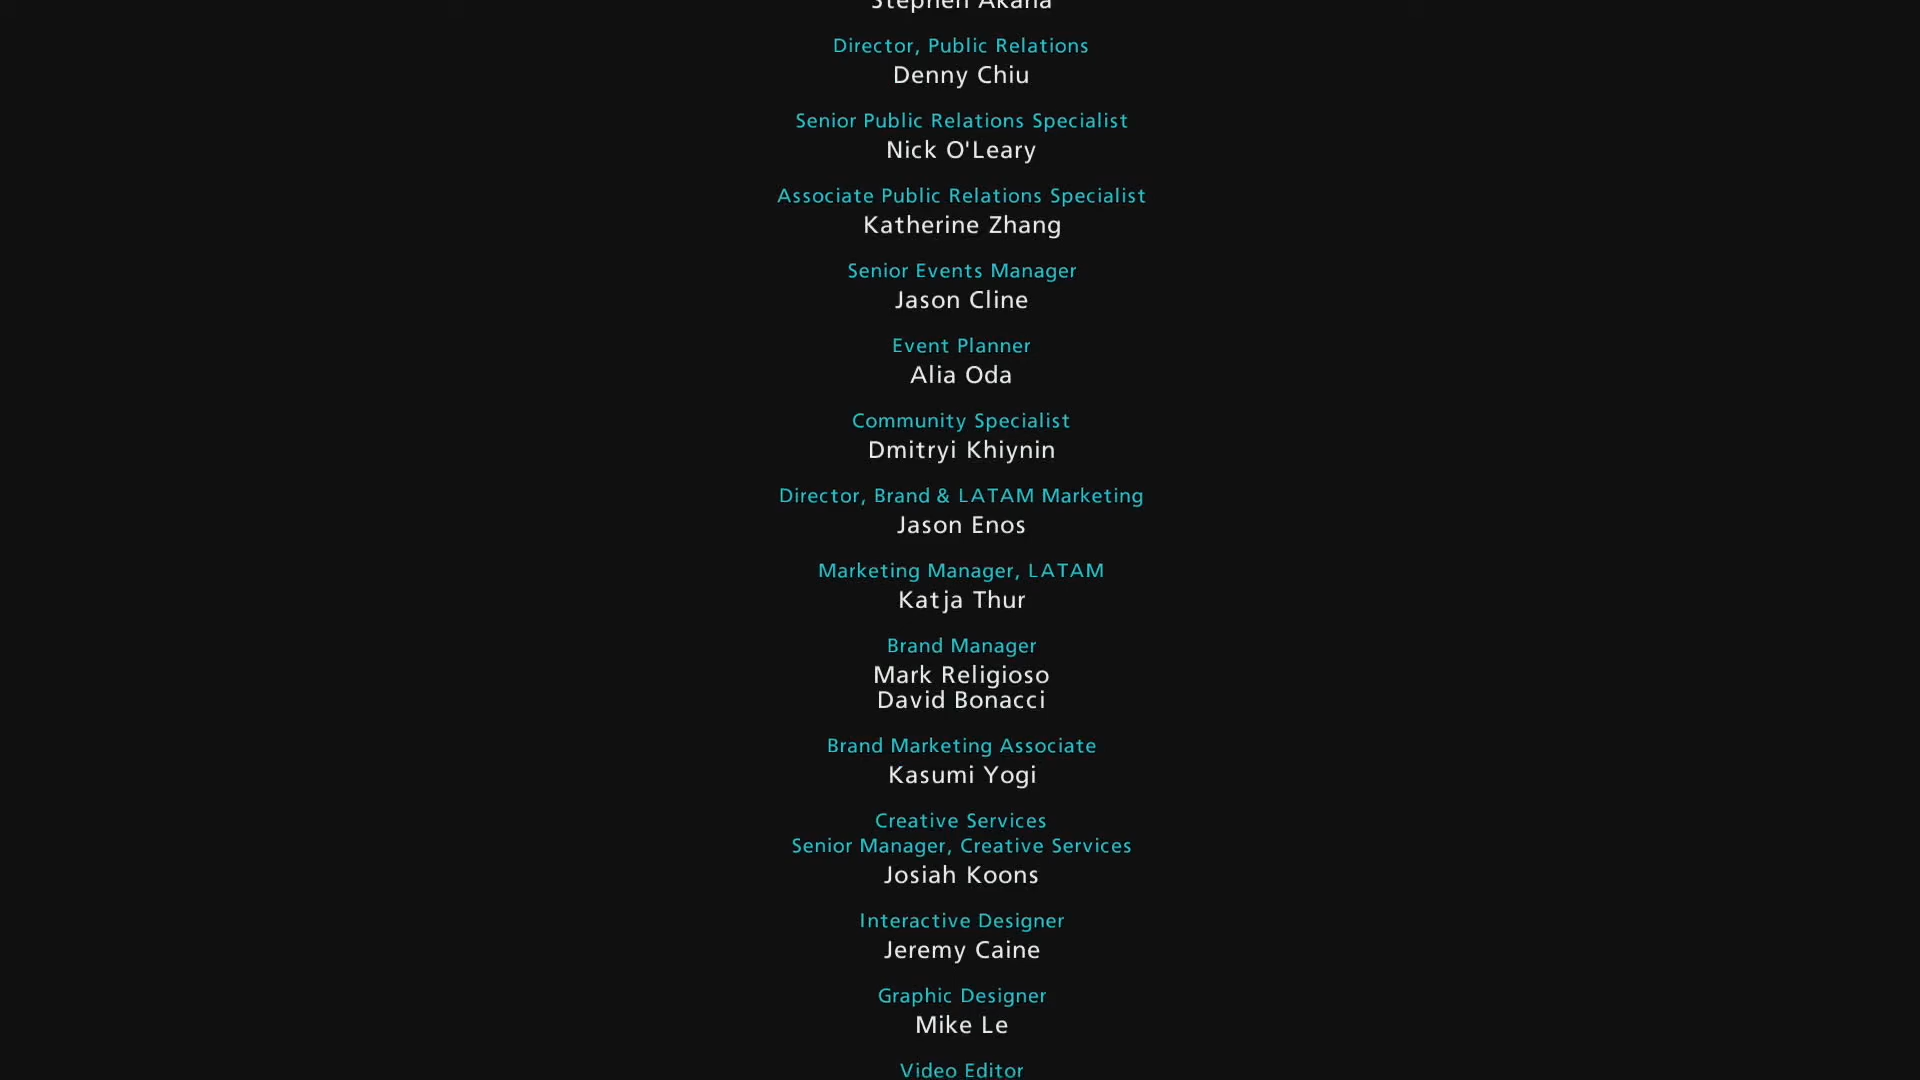 Stephen Akana
Director, Public Relations
Denny Chiu
Senior Public Relations Specialist
Nick O'Leary
Associate Public Relations Specialist
Katherine Zhang
Senior Events Manager
Jason Cline
Event Planner
Alia Oda
Community Specialist
Dmitryi Khiynin
Director, Brand & LATAM Marketing
Jason Enos
Marketing Manager, LATAM
Katja Thur
Brand Manager
Mark Religioso
David Bonacci
Brand Marketing Associate
Kasumi Yogi
Creative Services
Senior Manager, Creative Services
Josiah Koons
Interactive Designer
Jeremy Caine
Graphic Designer
Mike Le
Video Editor